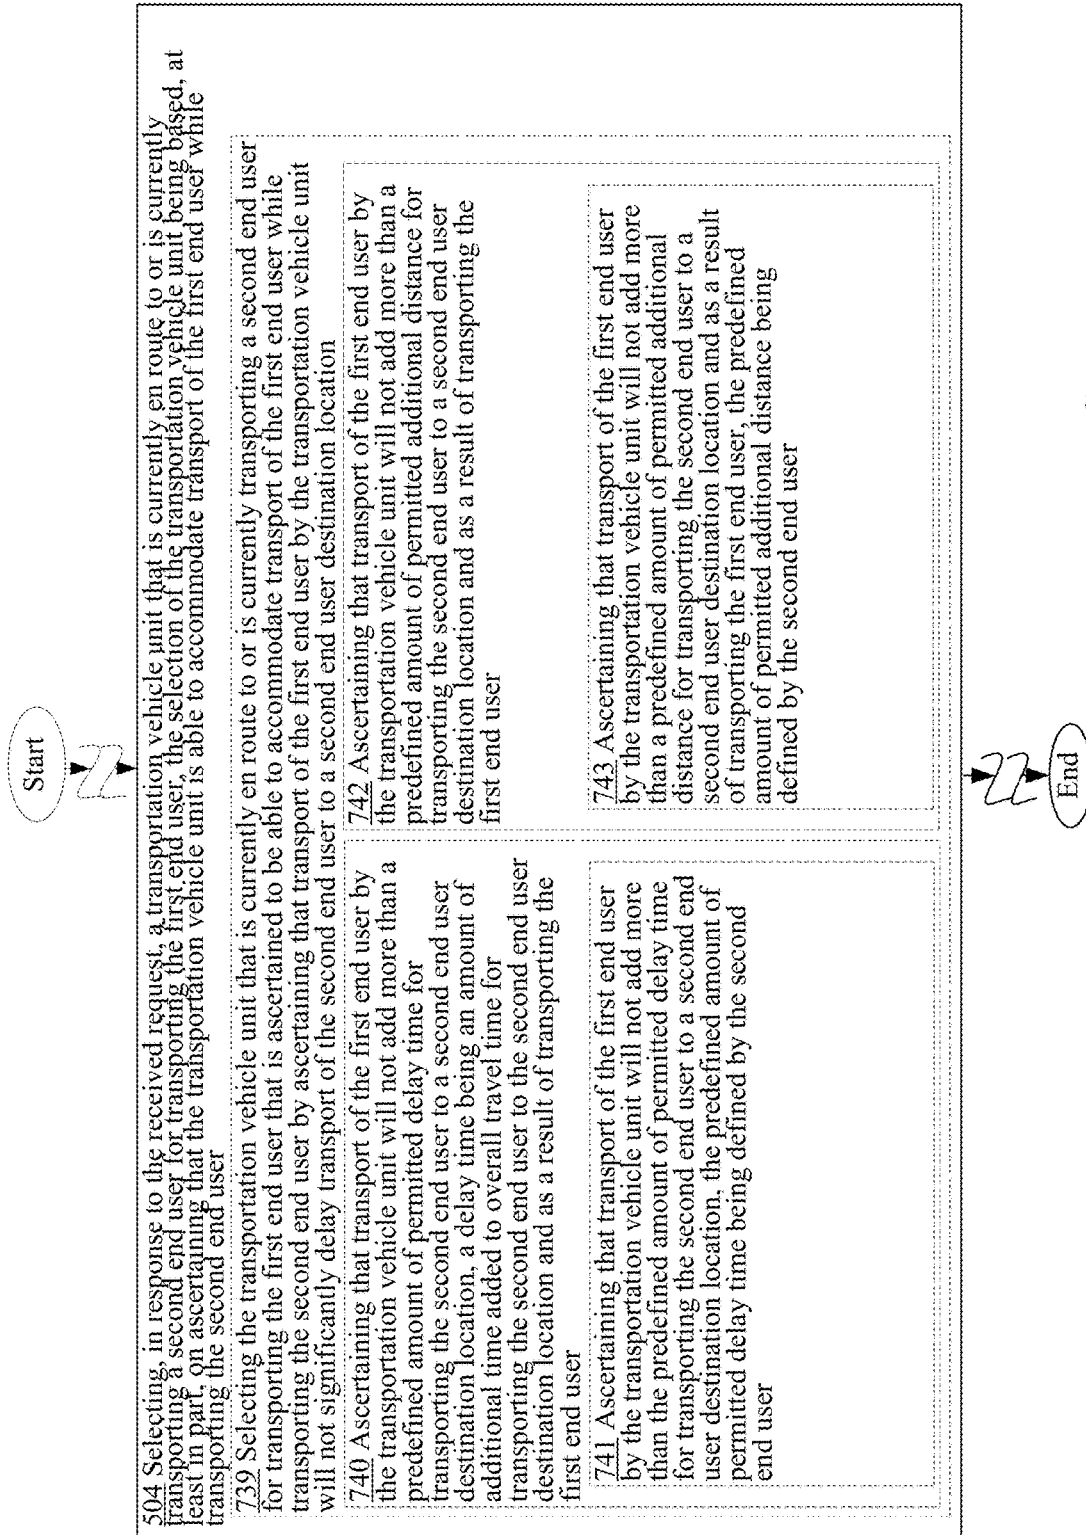 Start
504 Selecting, in response to the received request, a transportation vehicle unit that is currently en route to or is currently
transporting a second end user for transporting the first end user, the selection of the transportation vehicle unit being based, at
least in part, on ascertaining that the transportation vehicle unit is able to accommodate transport of the first end user while
transporting the second end user
739 Selecting the transportation vehicle unit that is currently en route to or is currently transporting a second end user
for transporting the first end user that is ascertained to be able to accommodate transport of the first end user while
transporting the second end user by ascertaining that transport of the first end user by the transportation vehicle unit
will not significantly delay transport of the second end user to a second end user destination location
740 Ascertaining that transport of the first end user by
the transportation vehicle unit will not add more than a
predefined amount of permitted delay time for
transporting the second end user to a second end user
destination location, a delay time being an amount of
additional time added to overall travel time for
transporting the second end user to the second end user
destination location and as a result of transporting the
first end user
741 Ascertaining that transport of the first end user
by the transportation vehicle unit will not add more
than the predefined amount of permitted delay time
for transporting the second end user to a second end
user destination location, the predefined amount of
permitted delay time being defined by the second
end user
742 Ascertaining that transport of the first end user by
the transportation vehicle unit will not add more than a
predefined amount of permitted additional distance for
transporting the second end user to a second end user
destination location and as a result of transporting the
first end user
743 Ascertaining that transport of the first end user
by the transportation vehicle unit will not add more
than a predefined amount of permitted additional
distance for transporting the second end user to a
second end user destination location and as a result
of transporting the first end user, the predefined
amount of permitted additional distance being
defined by the second end user
End